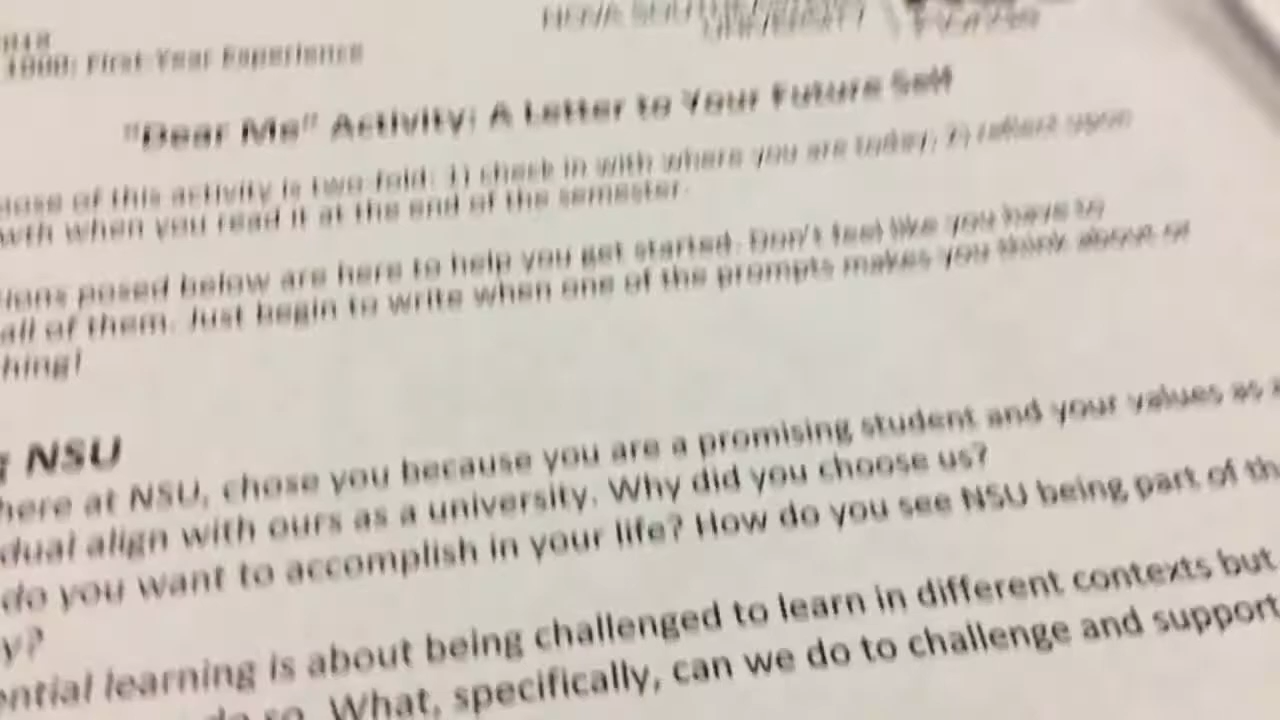 1000: First-Year Experience
UNIVERSITY
"Dear Me" Activity: A Letter to Your Future Self
of this activity is two-fold: 1) check in with where you are today; 2) reflect upon
when you read it at the end of the semester.
posed below are here to help you get started. Don't feel like you have to
all of them. Just begin to write when one of the prompts makes you think about or
hing!
NSU
here at NSU, chose you because you are a promising student and your values as a
dual align with ours as a university. Why did you choose us?
do you want to accomplish in your life? How do you see NSU being part of th
y?
ential learning is about being challenged to learn in different contexts but
do so. What, specifically, can we do to challenge and support